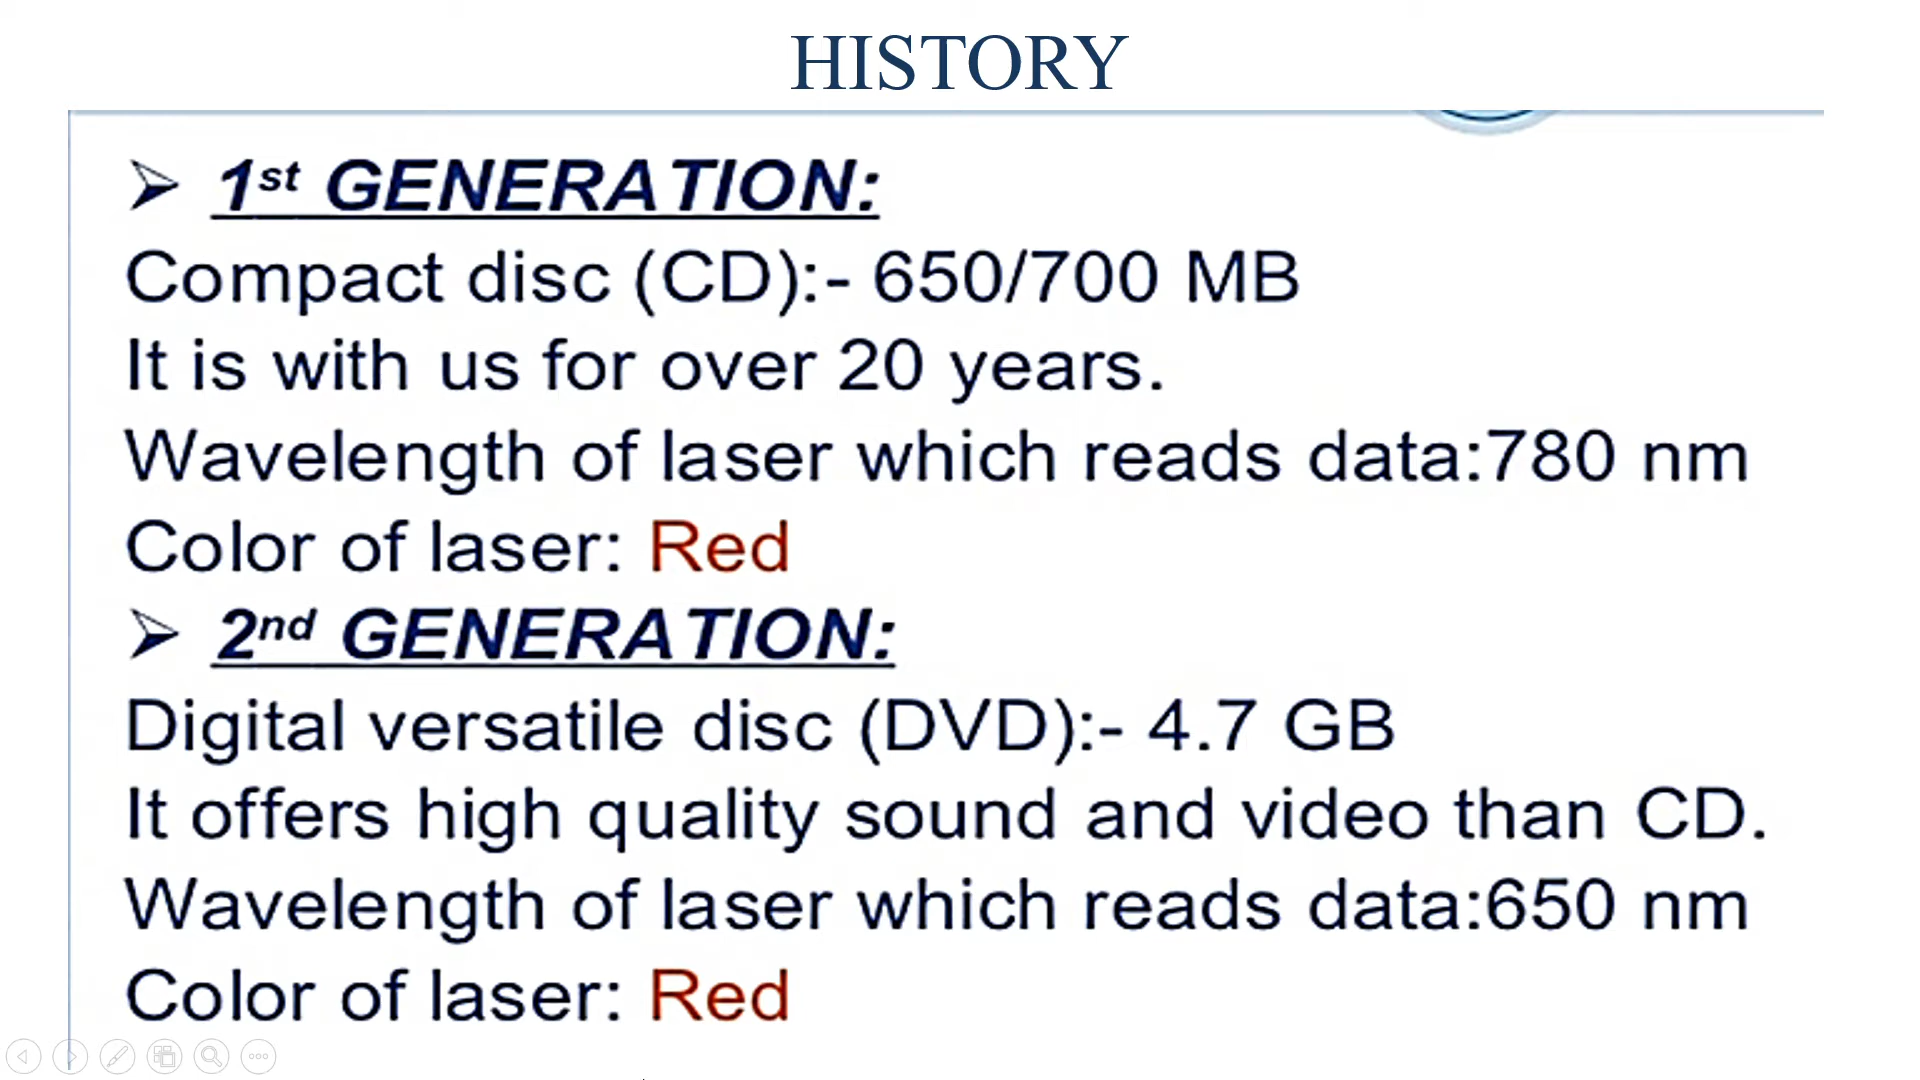 HISTORY
➢ 1st GENERATION:
Compact disc (CD):- 650/700 MB
It is with us for over 20 years.
Wavelength of laser which reads data:780 nm
Color of laser: Red
➢ 2nd GENERATION:
Digital versatile disc (DVD):- 4.7 GB
It offers high quality sound and video than CD.
Wavelength of laser which reads data:650 nm
Color of laser: Red